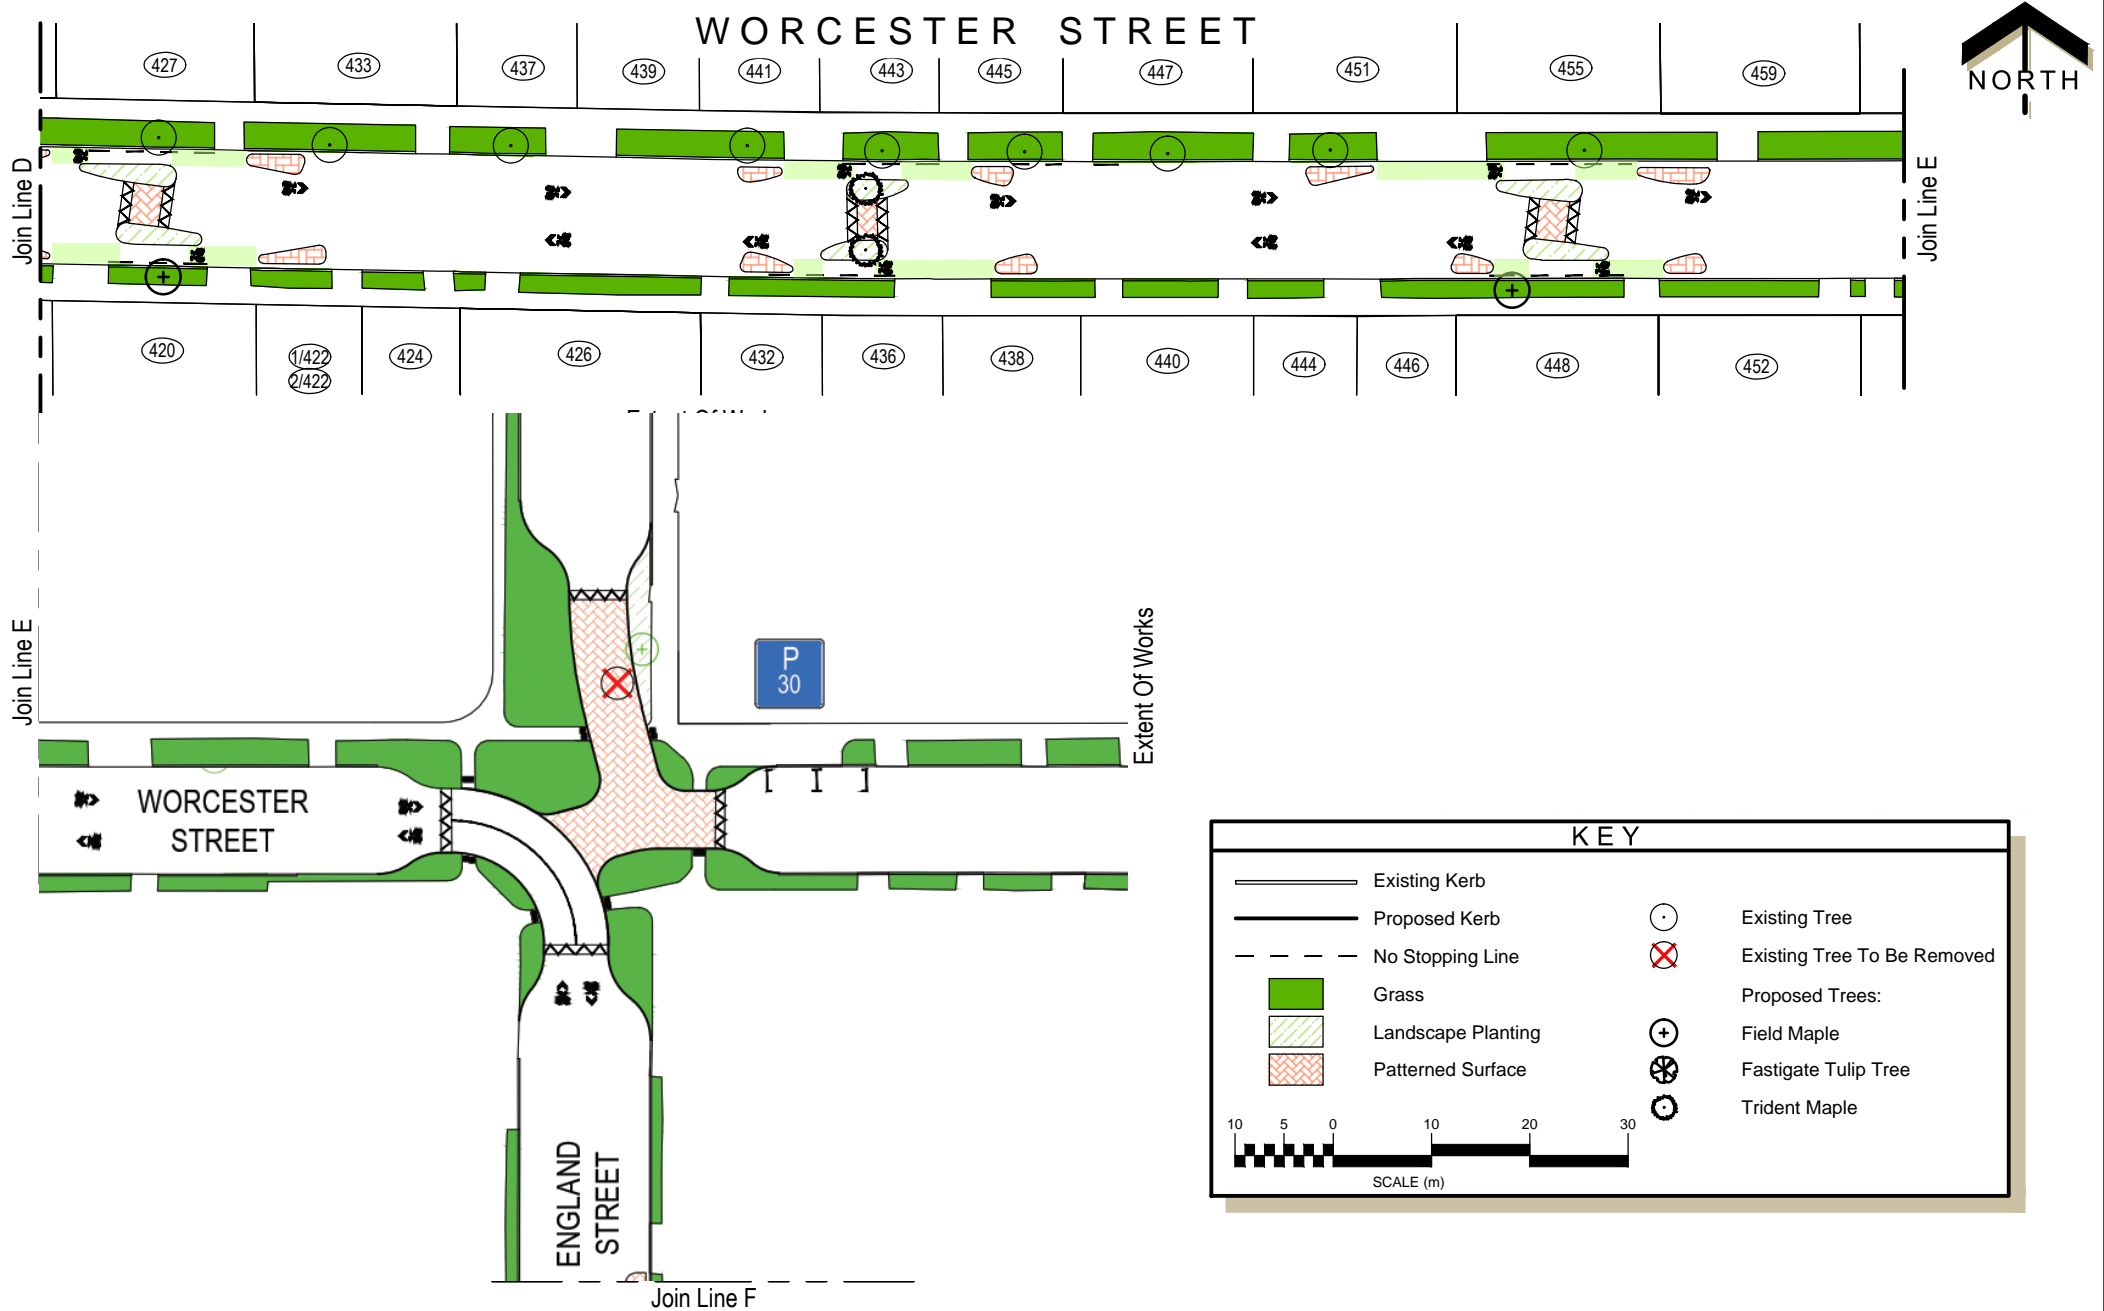 WORCESTER STREET
NORTH
427
433
437
439
441
443
445
447
451
455
459
Join Line D
Join Line E
420
1/422
2/422
424
426
432
436
438
440
444
446
448
452
Join Line E
P
30
Extent Of Works
WORCESTER
STREET
ENGLAND
STREET
Join Line F
KEY
Existing Kerb
Proposed Kerb
No Stopping Line
Grass
Landscape Planting
Patterned Surface
Existing Tree
Existing Tree To Be Removed
Proposed Trees:
Field Maple
Fastigate Tulip Tree
Trident Maple
10 5 0 10 20 30
SCALE (m)